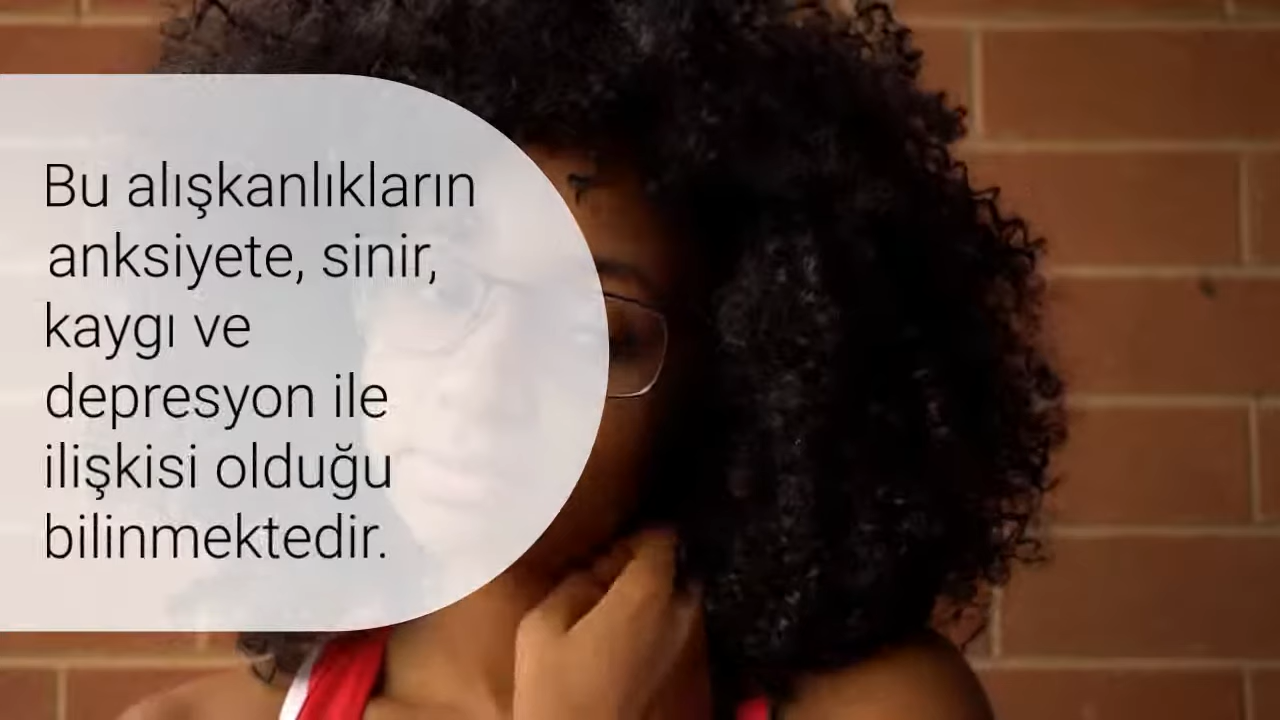 Bu alışkanlıkların
anksiyete, sinir,
kaygı ve
depresyon ile
ilişkisi olduğu
bilinmektedir.